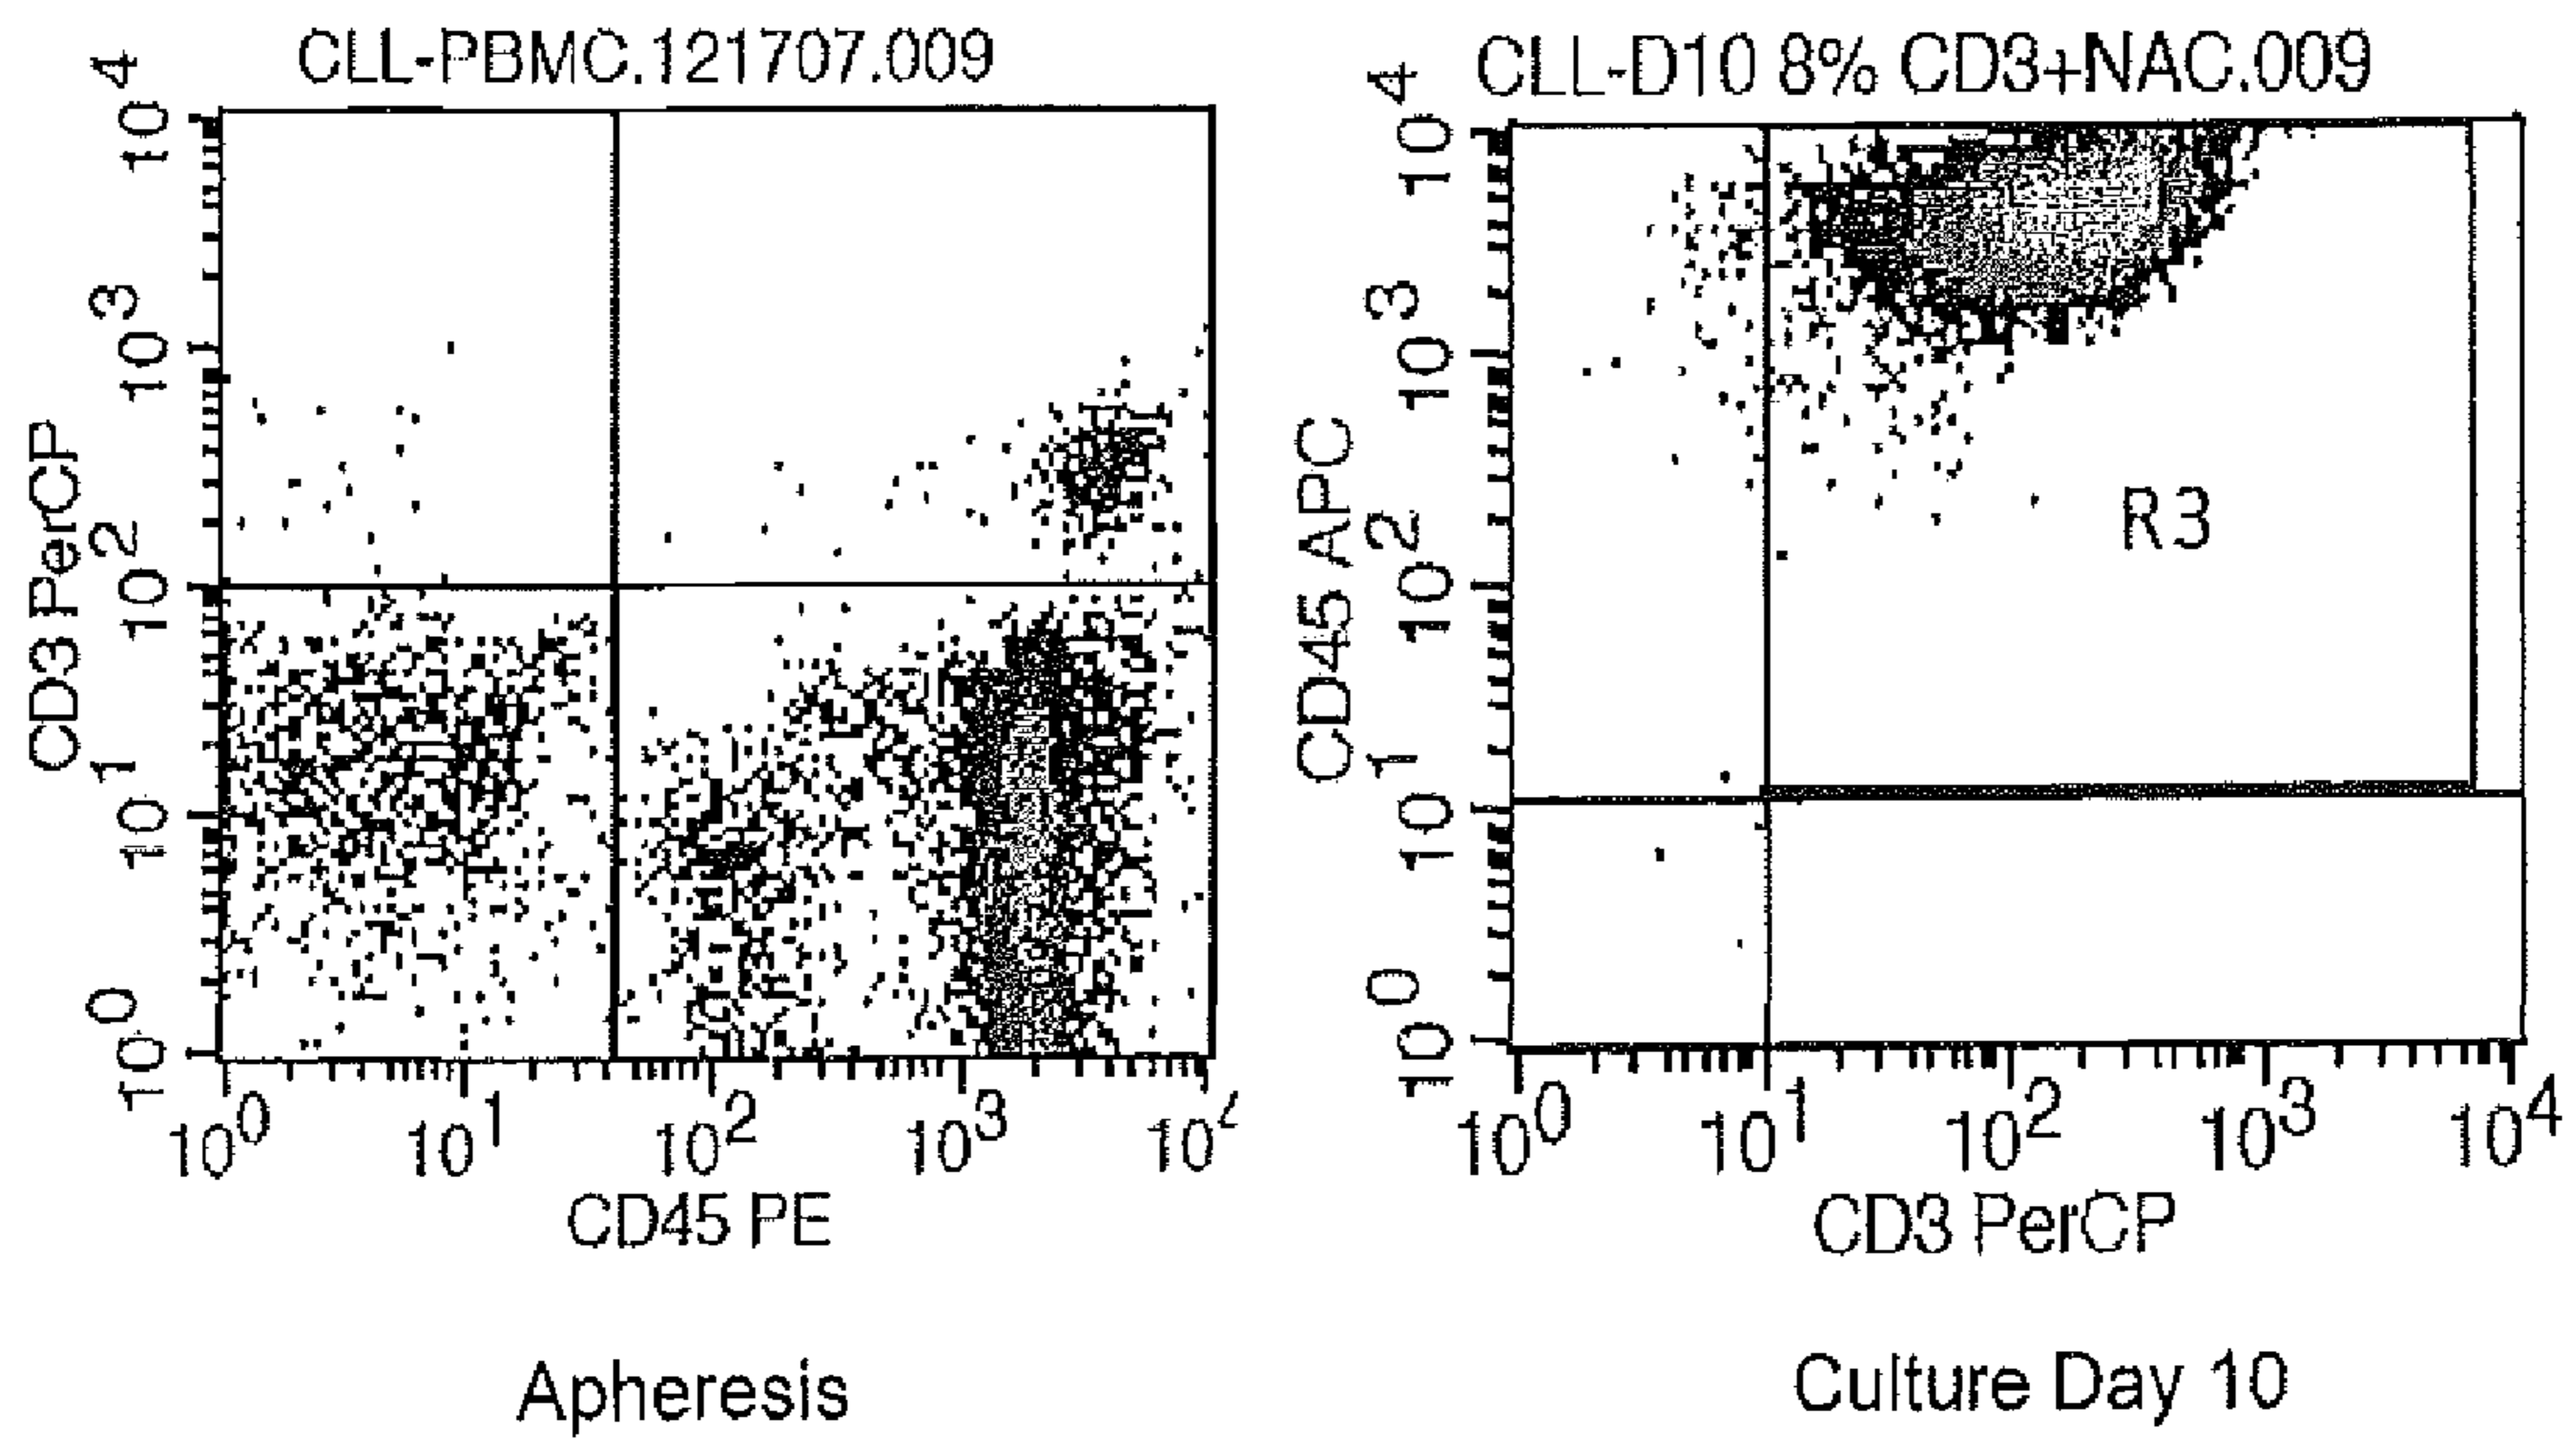 CLL-PBMC.121707.009
CD3 PerCP
10^4
10^3
10^2
10^1
10^0
10^0 10^1 10^2 10^3 10^4
CD45 PE
Apheresis
CLL-D10 8% CD3+NAC.009
CD45 APC
10^4
10^3
10^2
10^1
10^0
R3
10^0 10^1 10^2 10^3 10^4
CD3 PerCP
Culture Day 10